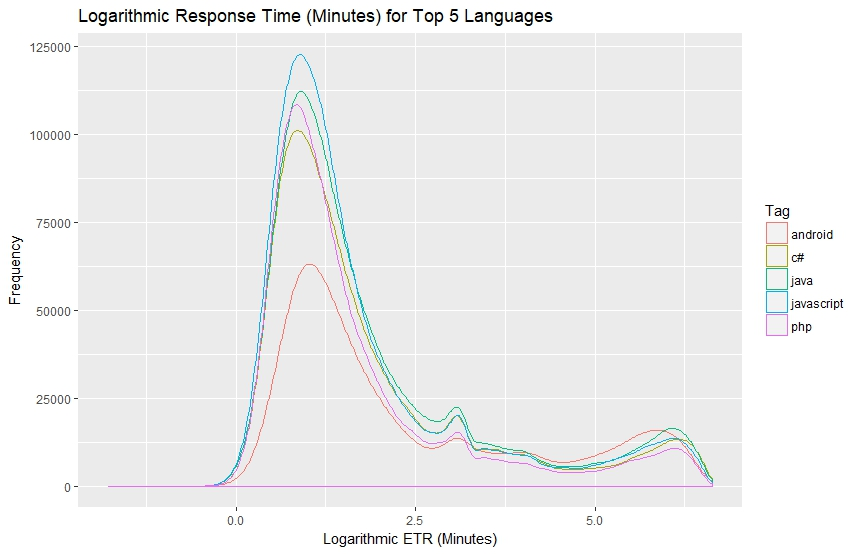 Logarithmic Response Time (Minutes) for Top 5 Languages
125000
100000
75000
50000
25000
0
Frequency
0.0 2.5 5.0
Logarithmic ETR (Minutes)
Tag
android
c#
java
javascript
php